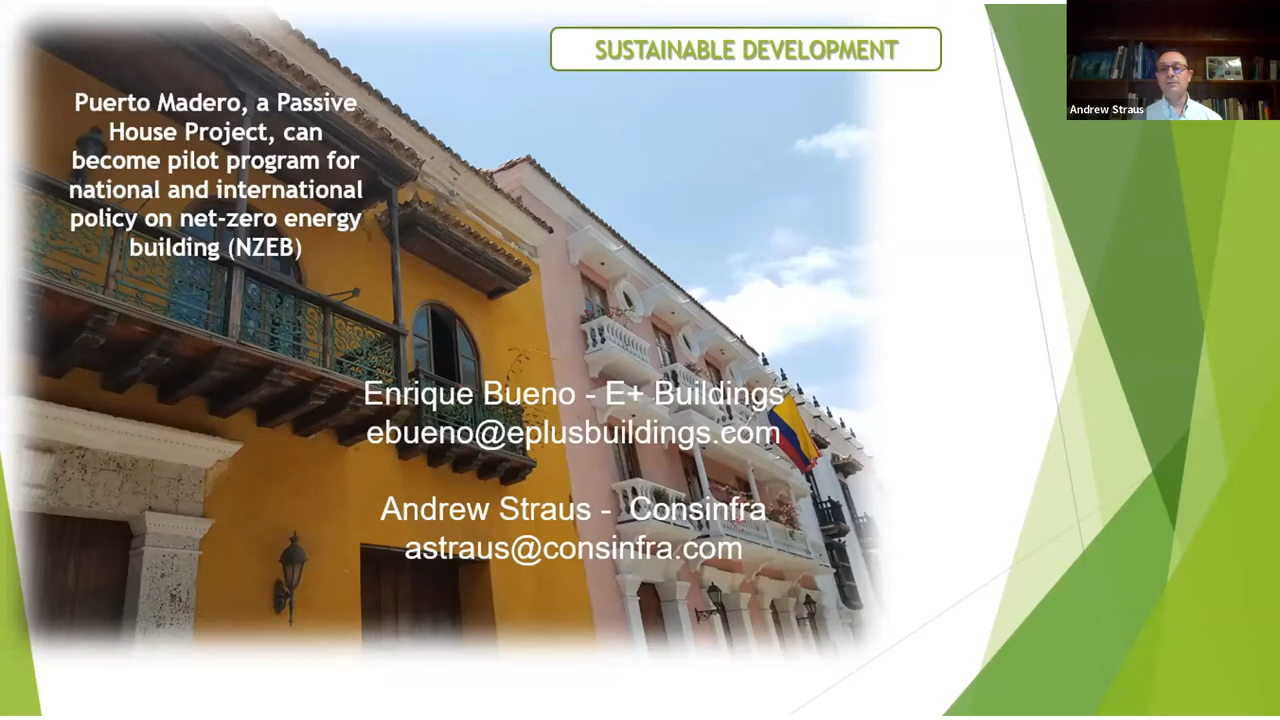 SUSTAINABLE DEVELOPMENT
Puerto Madero, a Passive
House Project, can
become pilot program for
national and international
policy on net-zero energy
building (NZEB)
Enrique Bueno - E+ Buildings
ebueno@eplusbuildings.com
Andrew Straus - Consinfra
astraus@consinfra.com
Andrew Straus